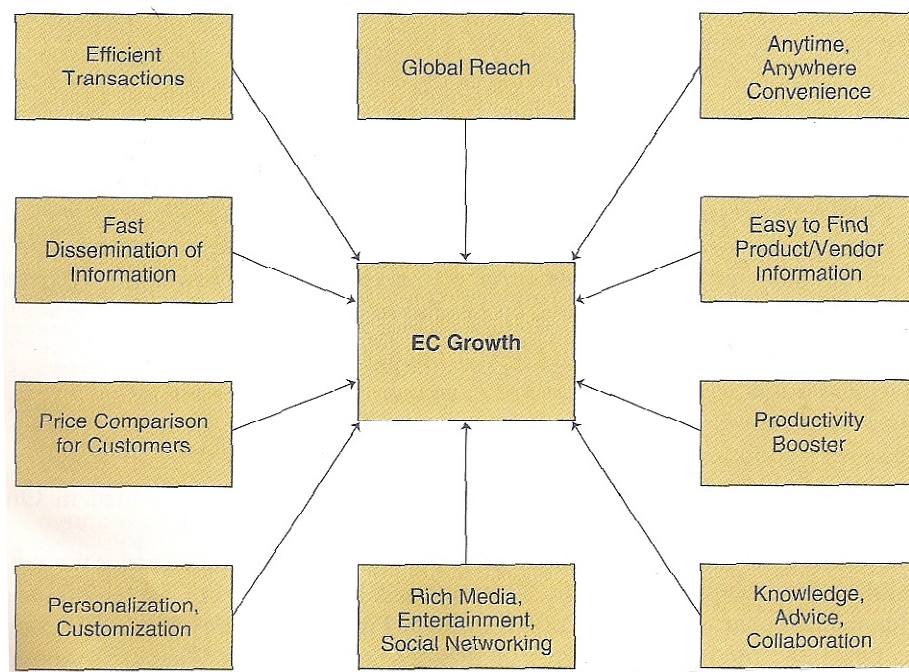 Efficient
Transactions
Global Reach
Anytime,
Anywhere
Convenience
Fast
Dissemination of
Information
Easy to Find
Product/Vendor
Information
EC Growth
Price Comparison
for Customers
Productivity
Booster
Personalization,
Customization
Rich Media,
Entertainment,
Social Networking
Knowledge,
Advice,
Collaboration